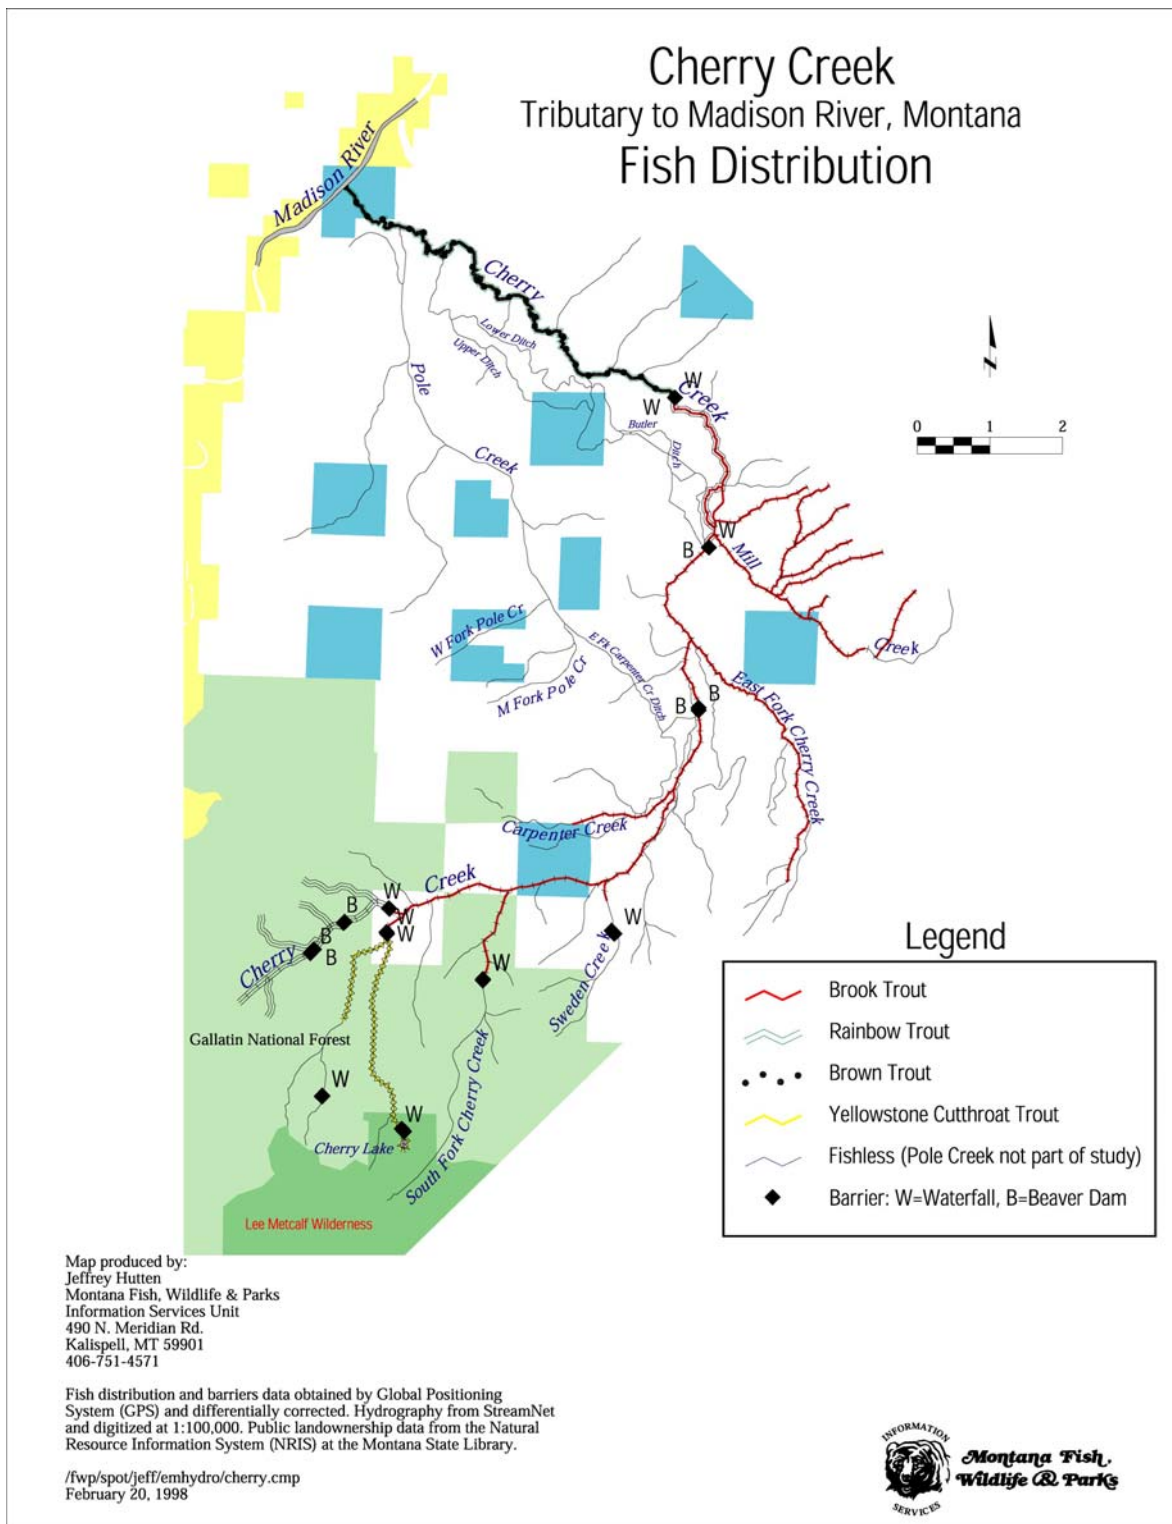 Cherry Creek
Tributary to Madison River, Montana
Fish Distribution
Madison River
Cherry
Lower Ditch
Upper Ditch
Pole
W
Creek
W
Butler
Ditch
0 1 2
Creek
W
B
Mill
W Fork Pole Cr
E Fk Carpenter Cr Ditch
Creek
M Fork Pole Cr
B
B
East Fork Cherry Creek
Carpenter Creek
Creek
W
B
W
W
B
B
Cherry
W
Sweden Creek
W
Gallatin National Forest
W
W
Cherry Lake
South Fork Cherry Creek
Lee Metcalf Wilderness
Legend
Brook Trout
Rainbow Trout
Brown Trout
Yellowstone Cutthroat Trout
Fishless (Pole Creek not part of study)
Barrier: W=Waterfall, B=Beaver Dam
Map produced by:
Jeffrey Hutten
Montana Fish, Wildlife & Parks
Information Services Unit
490 N. Meridian Rd.
Kalispell, MT 59901
406-751-4571
Fish distribution and barriers data obtained by Global Positioning
System (GPS) and differentially corrected. Hydrography from StreamNet
and digitized at 1:100,000. Public landownership data from the Natural
Resource Information System (NRIS) at the Montana State Library.
/fwp/spot/jeff/emhydro/cherry.cmp
February 20, 1998
INFORMATION
SERVICES
Montana Fish,
Wildlife & Parks